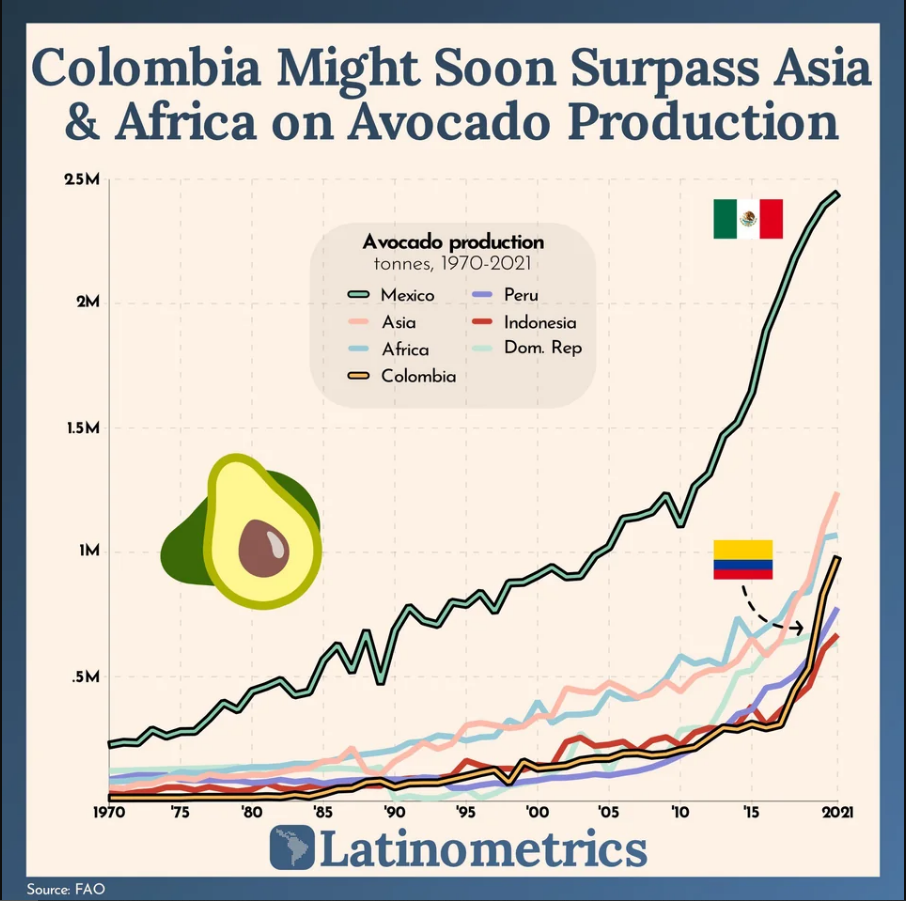 Colombia Might Soon Surpass Asia
& Africa on Avocado Production
25M
2M
1.5M
1M
.5M
Avocado production
tonnes, 1970-2021
Mexico
Peru
Asia
Indonesia
Africa
Dom. Rep
Colombia
1970
'75
'80
'85
'90
'95
'00
'05
'10
'15
2021
Latinometrics
Source: FAO